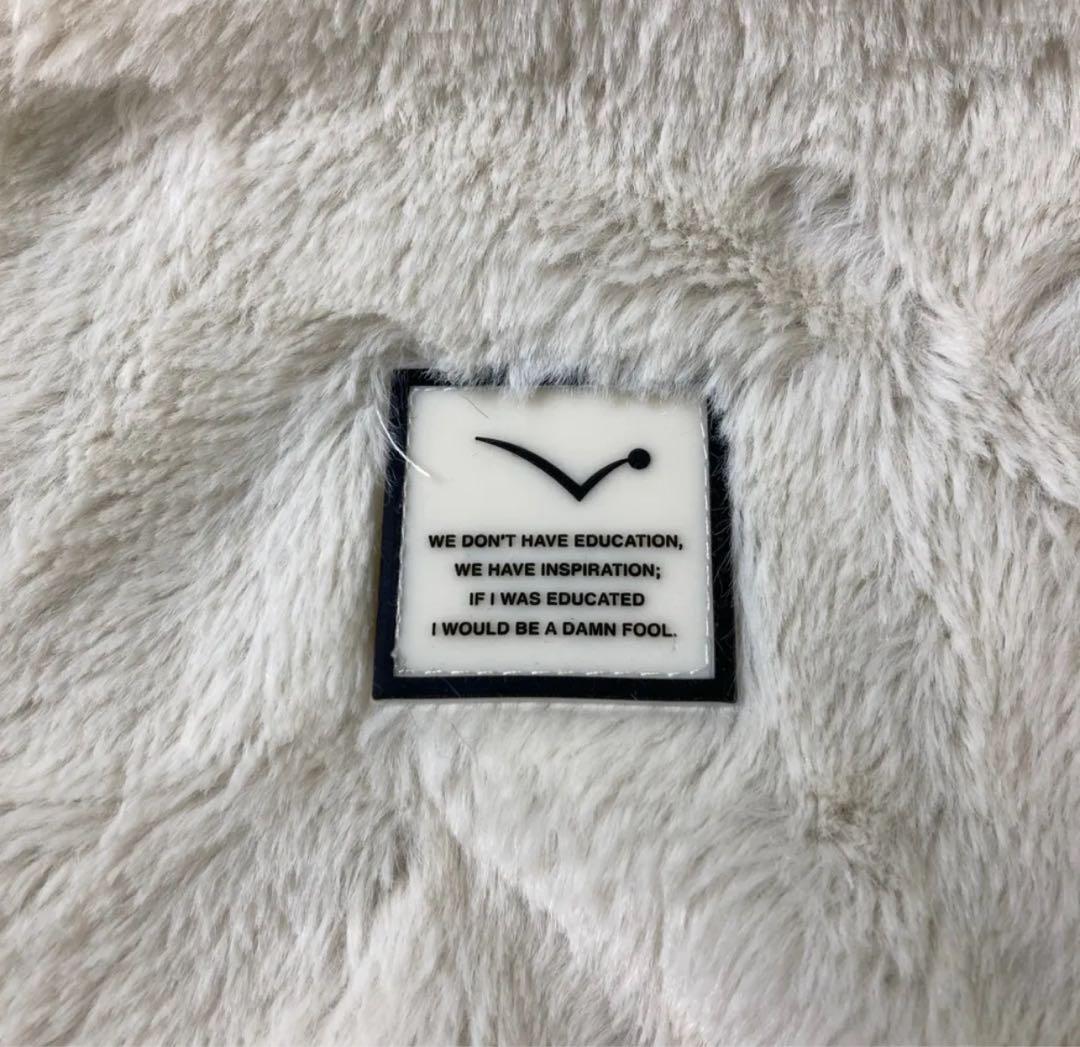 WE DON'T HAVE EDUCATION,
WE HAVE INSPIRATION;
IF I WAS EDUCATED
I WOULD BE A DAMN FOOL.